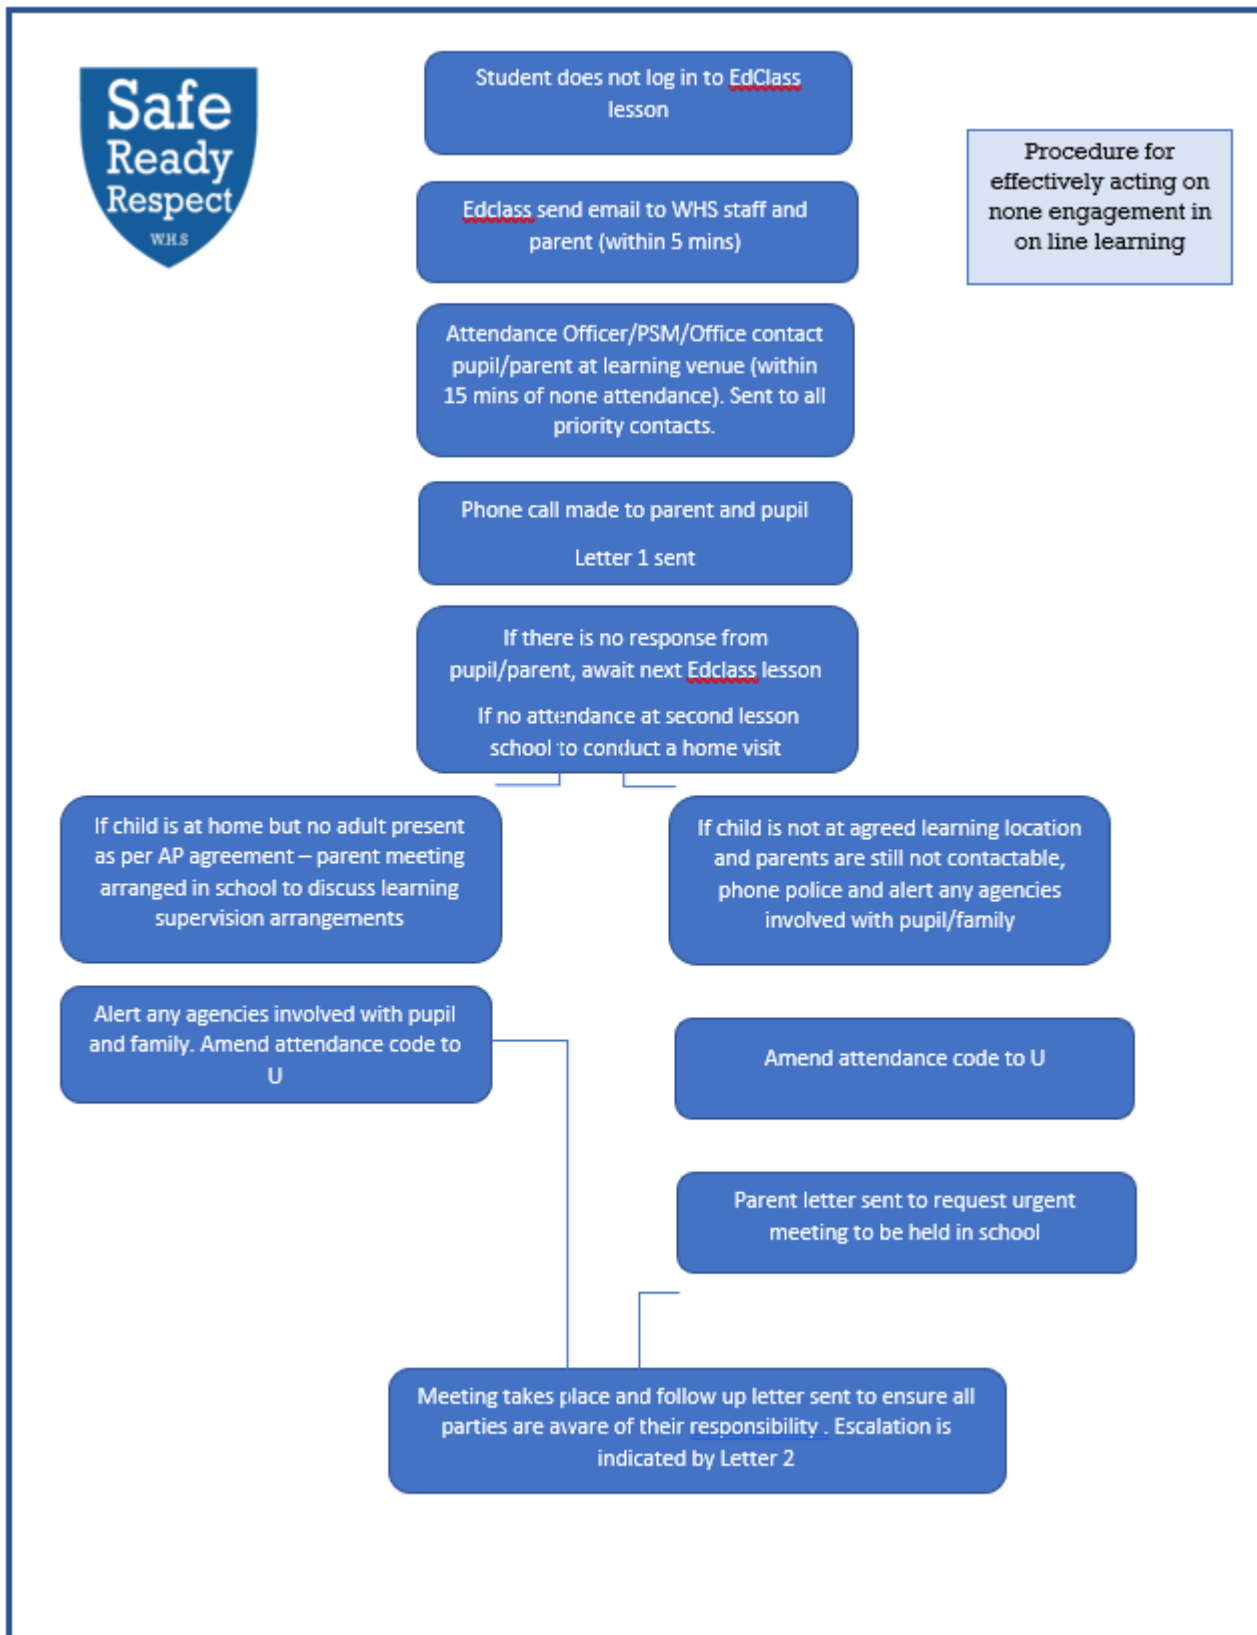 Safe
Ready
Respect
W.H.S
Student does not log in to EdClass
lesson
Procedure for
effectively acting on
none engagement in
on line learning
Edclass send email to WHS staff and
parent (within 5 mins)
Attendance Officer/PSM/Office contact
pupil/parent at learning venue (within
15 mins of none attendance). Sent to all
priority contacts.
Phone call made to parent and pupil
Letter 1 sent
If there is no response from
pupil/parent, await next Edclass lesson
If no attendance at second lesson
school to conduct a home visit
If child is at home but no adult present
as per AP agreement – parent meeting
arranged in school to discuss learning
supervision arrangements
If child is not at agreed learning location
and parents are still not contactable,
phone police and alert any agencies
involved with pupil/family
Alert any agencies involved with pupil
and family. Amend attendance code to
U
Amend attendance code to U
Parent letter sent to request urgent
meeting to be held in school
Meeting takes place and follow up letter sent to ensure all
parties are aware of their responsibility . Escalation is
indicated by Letter 2